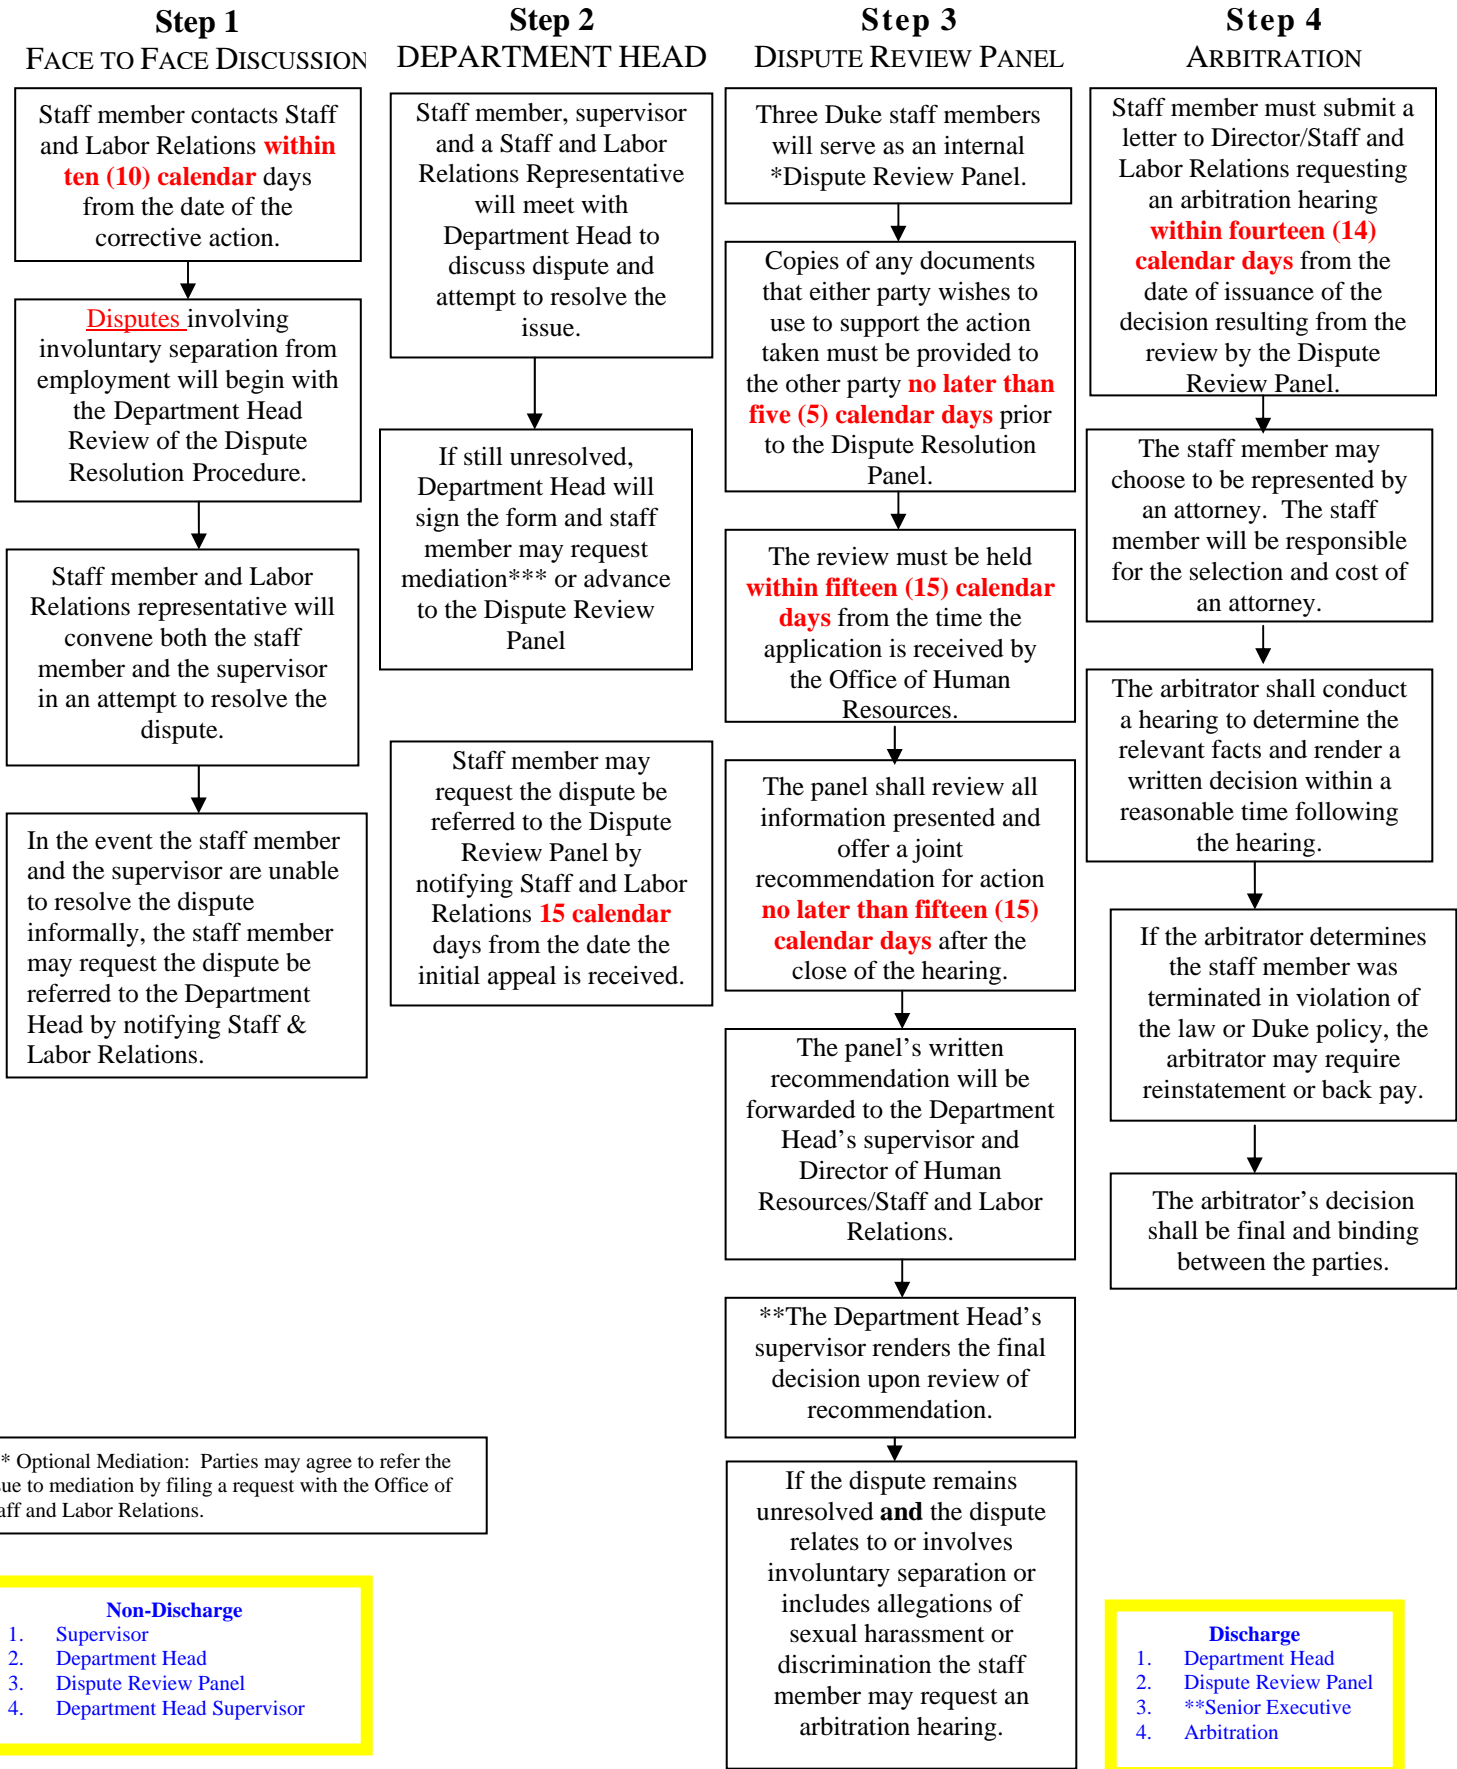 Step 1
FACE TO FACE DISCUSSION
Staff member contacts Staff
and Labor Relations within
ten (10) calendar days
from the date of the
corrective action.
Disputes involving
involuntary separation from
employment will begin with
the Department Head
Review of the Dispute
Resolution Procedure.
Staff member and Labor
Relations representative will
convene both the staff
member and the supervisor
in an attempt to resolve the
dispute.
In the event the staff member
and the supervisor are unable
to resolve the dispute
informally, the staff member
may request the dispute be
referred to the Department
Head by notifying Staff &
Labor Relations.
Step 2
DEPARTMENT HEAD
Staff member, supervisor
and a Staff and Labor
Relations Representative
will meet with
Department Head to
discuss dispute and
attempt to resolve the
issue.
If still unresolved,
Department Head will
sign the form and staff
member may request
mediation*** or advance
to the Dispute Review
Panel
Staff member may
request the dispute be
referred to the Dispute
Review Panel by
notifying Staff and Labor
Relations 15 calendar
days from the date the
initial appeal is received.
Step 3
DISPUTE REVIEW PANEL
Three Duke staff members
will serve as an internal
*Dispute Review Panel.
Copies of any documents
that either party wishes to
use to support the action
taken must be provided to
the other party no later than
five (5) calendar days prior
to the Dispute Resolution
Panel.
The review must be held
within fifteen (15) calendar
days from the time the
application is received by
the Office of Human
Resources.
The panel shall review all
information presented and
offer a joint
recommendation for action
no later than fifteen (15)
calendar days after the
close of the hearing.
The panel’s written
recommendation will be
forwarded to the Department
Head’s supervisor and
Director of Human
Resources/Staff and Labor
Relations.
**The Department Head’s
supervisor renders the final
decision upon review of
recommendation.
If the dispute remains
unresolved and the dispute
relates to or involves
involuntary separation or
includes allegations of
sexual harassment or
discrimination the staff
member may request an
arbitration hearing.
Step 4
ARBITRATION
Staff member must submit a
letter to Director/Staff and
Labor Relations requesting
an arbitration hearing
within fourteen (14)
calendar days from the
date of issuance of the
decision resulting from the
review by the Dispute
Review Panel.
The staff member may
choose to be represented by
an attorney. The staff
member will be responsible
for the selection and cost of
an attorney.
The arbitrator shall conduct
a hearing to determine the
relevant facts and render a
written decision within a
reasonable time following
the hearing.
If the arbitrator determines
the staff member was
terminated in violation of
the law or Duke policy, the
arbitrator may require
reinstatement or back pay.
The arbitrator’s decision
shall be final and binding
between the parties.
* Optional Mediation: Parties may agree to refer the
sue to mediation by filing a request with the Office of
aff and Labor Relations.
Non-Discharge
1. Supervisor
2. Department Head
3. Dispute Review Panel
4. Department Head Supervisor
Discharge
1. Department Head
2. Dispute Review Panel
3. **Senior Executive
4. Arbitration